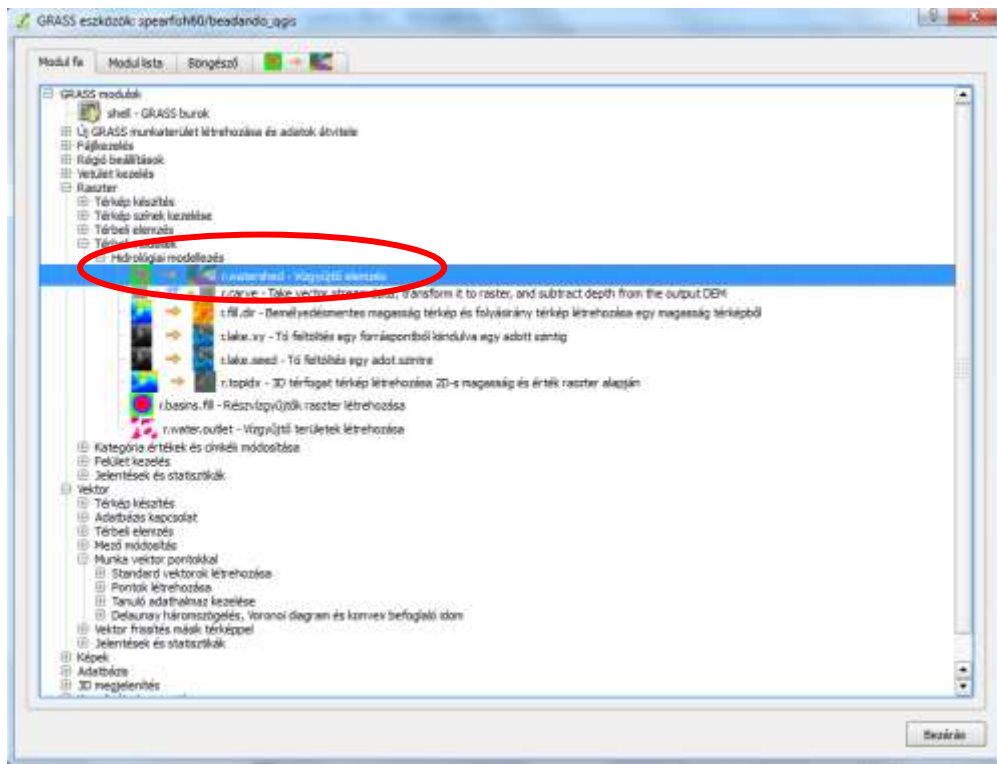 GRASS eszközök: spearfish60/beadando_qgis
Modul fa Modul lista Böngésző
GRASS modulok
shell - GRASS burok
Új GRASS munkaterület létrehozása és adatok átvitele
Fájlkezelés
Régió beállítások
Vetület kezelés
Raszter
Térkép készítés
Térkép színek kezelése
Térbeli elemzés
Térbeli modellek
Hidrológiai modellezés
r.watershed - Vízgyűjtő elemzés
r.carve - Take vector stream data, transform it to raster, and subtract depth from the output DEM
r.fill.dir - Bemélyedésmentes magasság térkép és folyásirány térkép létrehozása egy magasság térképből
r.lake.xy - Tó feltöltés egy forráspontból kiindulva egy adott szintig
r.lake.seed - Tó feltöltés egy adot szintre
r.topidx - 3D térfogat térkép létrehozása 2D-s magasság és érték raszter alapján
r.basins.fill - Részvízgyűjtők raszter létrehozása
r.water.outlet - Vízgyűjtő területek létrehozása
Kategória értékek és címkéi módosítása
Felület kezelés
Jelentések és statisztikák
Vektor
Térkép készítés
Adatbázis kapcsolat
Térbeli elemzés
Mező módosítás
Munka vektor pontokkal
Standard vektorok létrehozása
Pontok létrehozása
Tanuló adathalmaz kezelése
Delaunay háromszögelés, Voronoi diagram és konvex befoglaló idom
Vektor frissítés másik térképpel
Jelentések és statisztikák
Képek
Adatbázis
3D megjelenítés
Bezárás